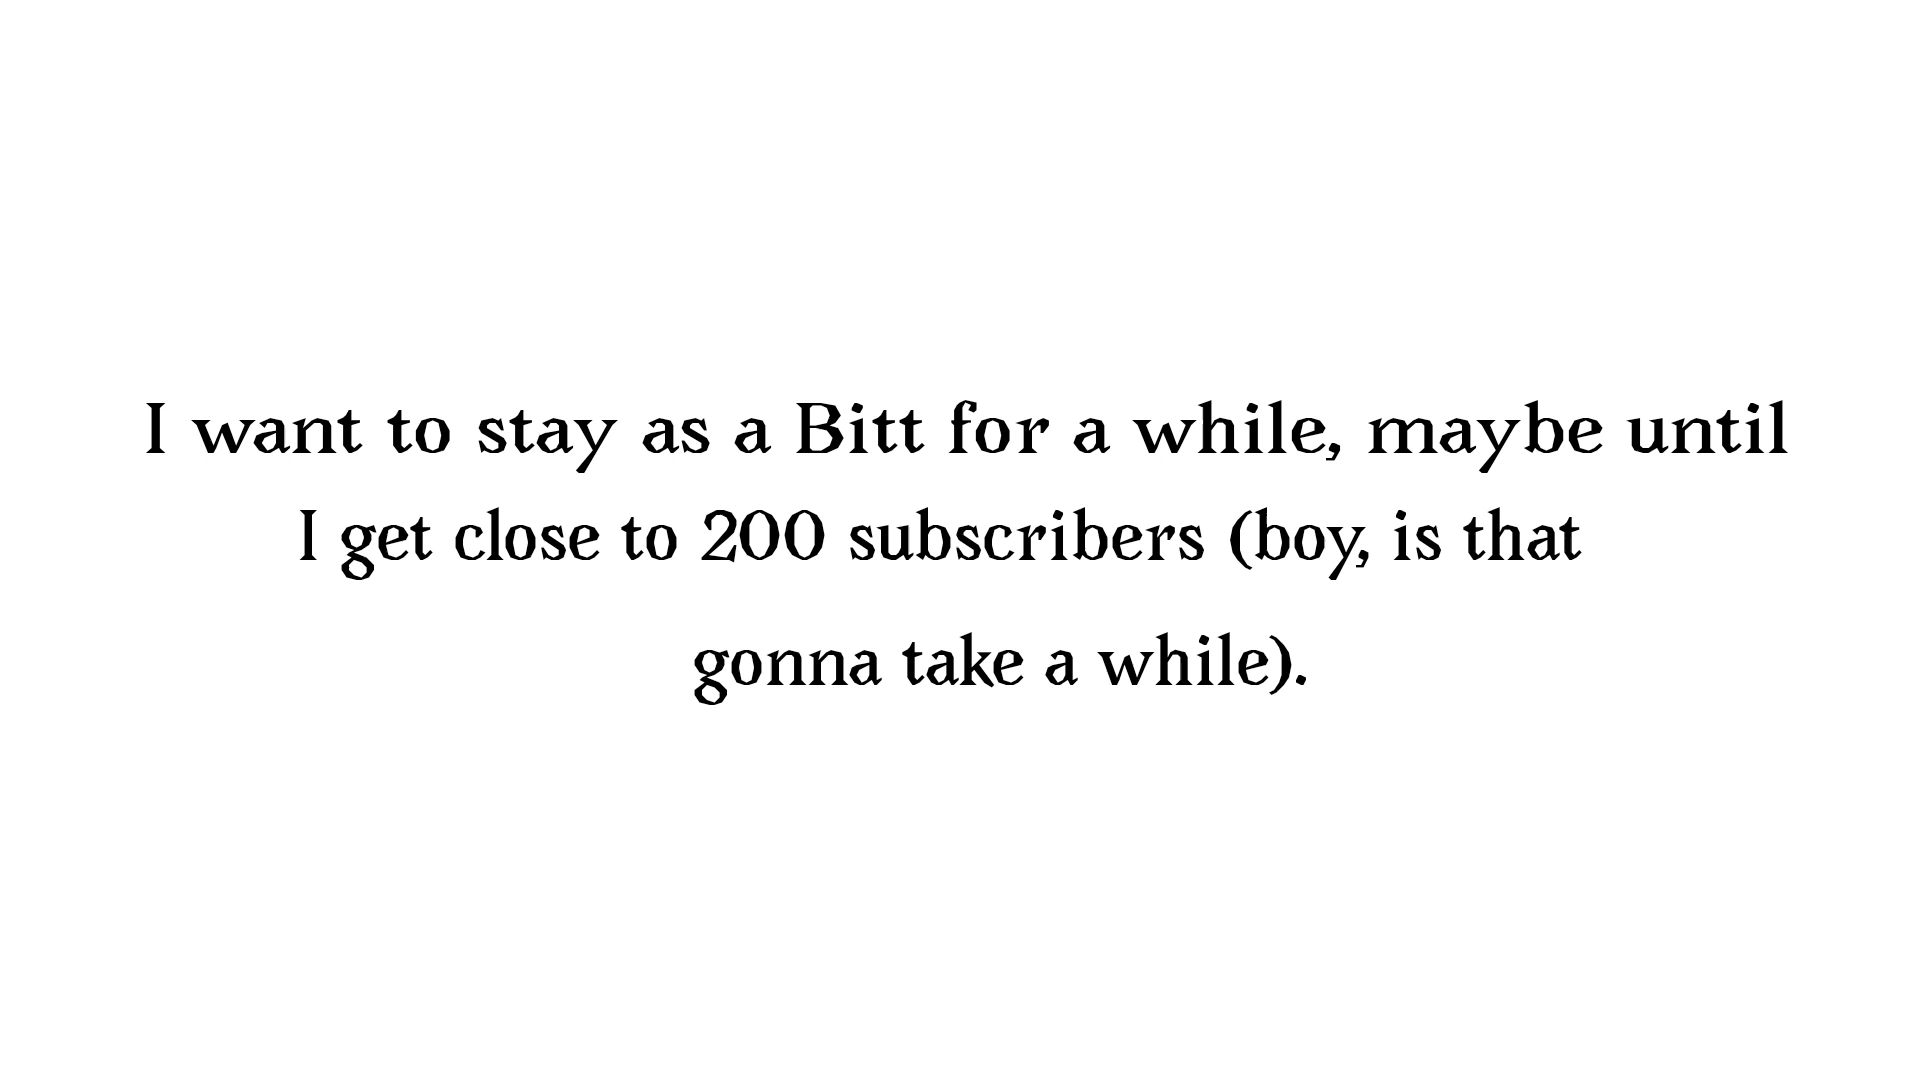 I want to stay as a Bitt for a while, maybe until
I get close to 200 subscribers (boy, is that
gonna take a while).